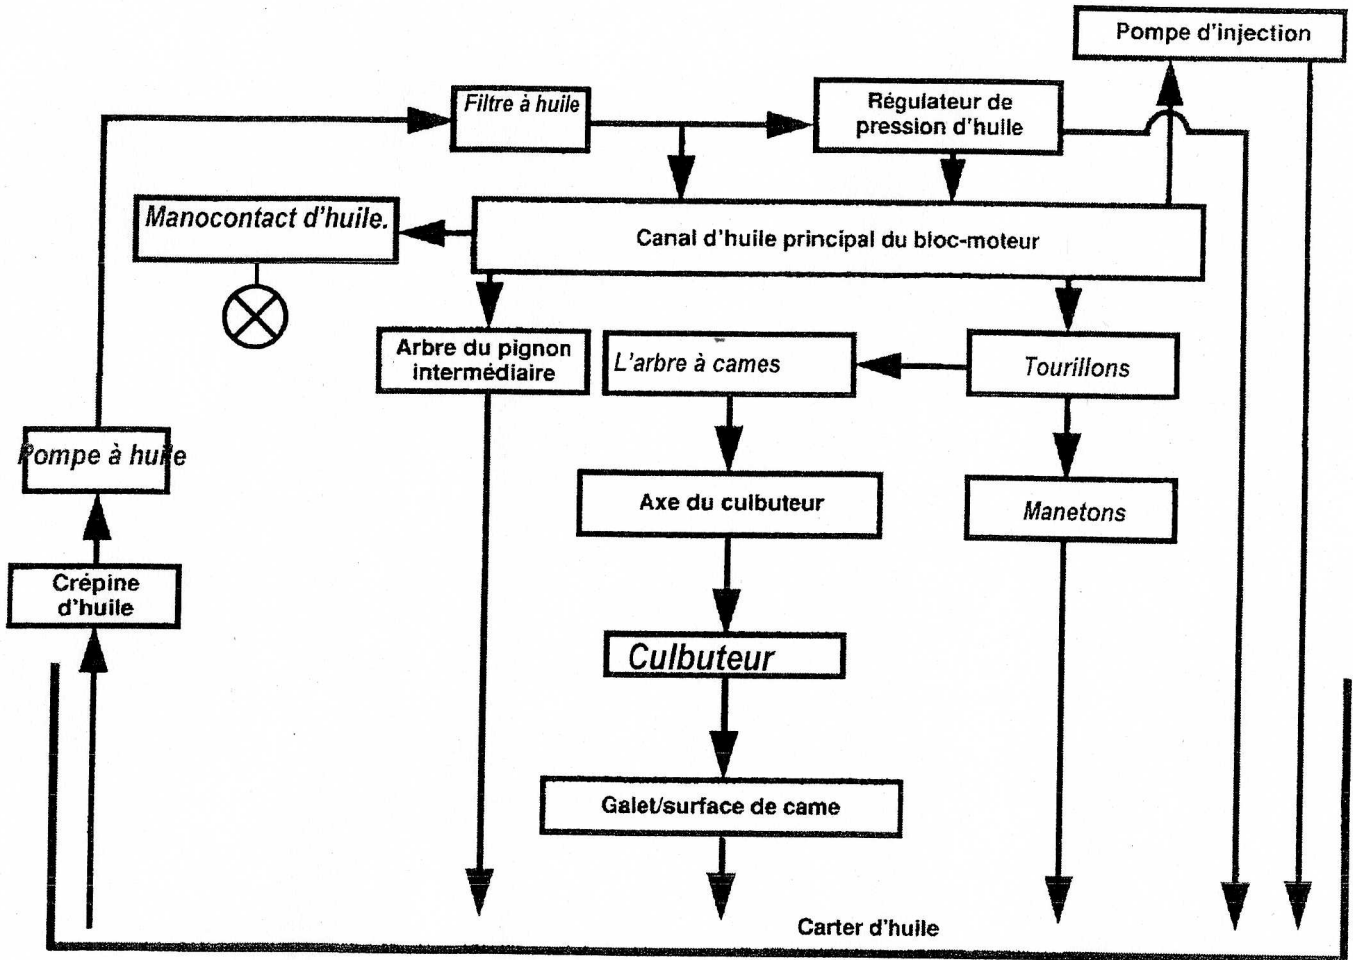 Pompe d'injection
Filtre à huile
Régulateur de
pression d'huile
Manocontact d'huile.
Canal d'huile principal du bloc-moteur
Arbre du pignon
intermédiaire
L'arbre à cames
Tourillons
Pompe à huile
Axe du culbuteur
Manetons
Crépine
d'huile
Culbuteur
Galet/surface de came
Carter d'huile